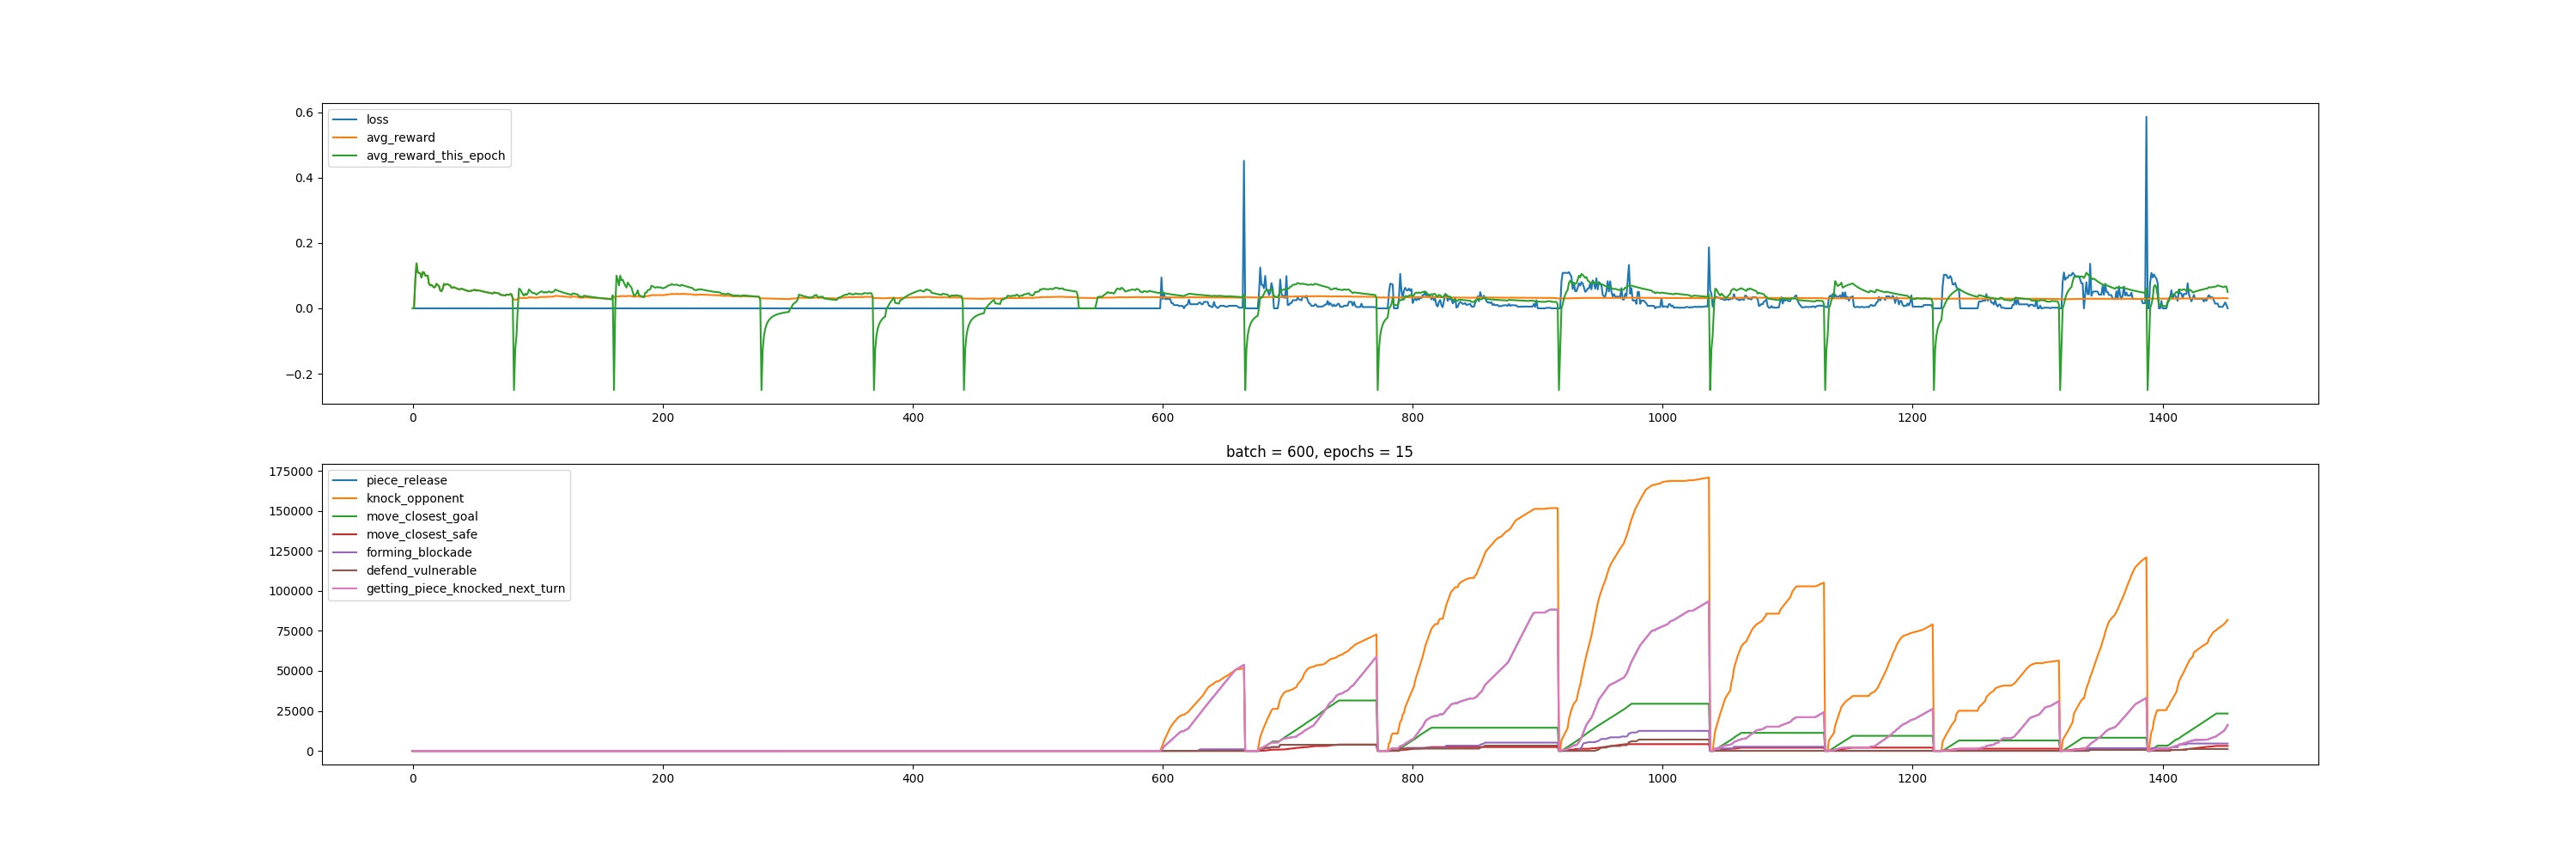 0.6
0.4
0.2
0.0
−0.2
loss
avg_reward
avg_reward_this_epoch
0 200 400 600 800 1000 1200 1400
batch = 600, epochs = 15
175000
150000
125000
100000
75000
50000
25000
0
piece_release
knock_opponent
move_closest_goal
move_closest_safe
forming_blockade
defend_vulnerable
getting_piece_knocked_next_turn
0 200 400 600 800 1000 1200 1400